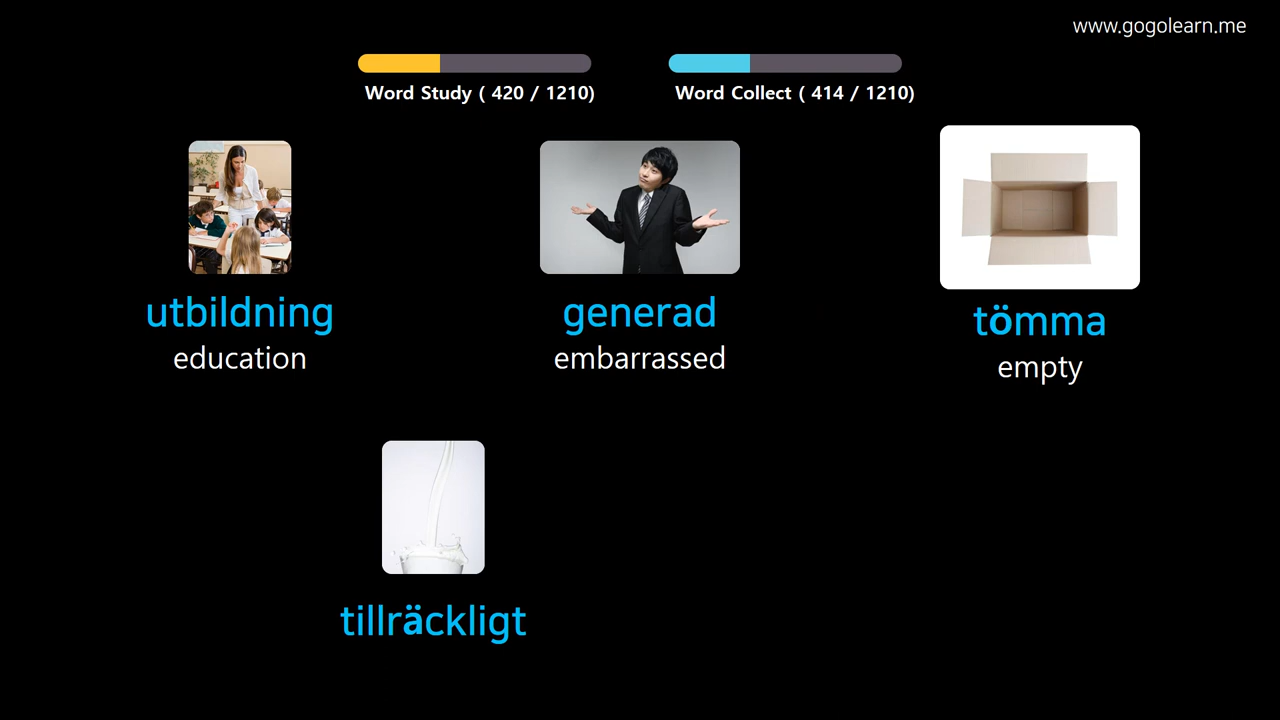 www.gogolearn.me
Word Study ( 420 / 1210)
Word Collect ( 414 / 1210)
utbildning
education
generad
embarrassed
tömma
empty
tillräckligt